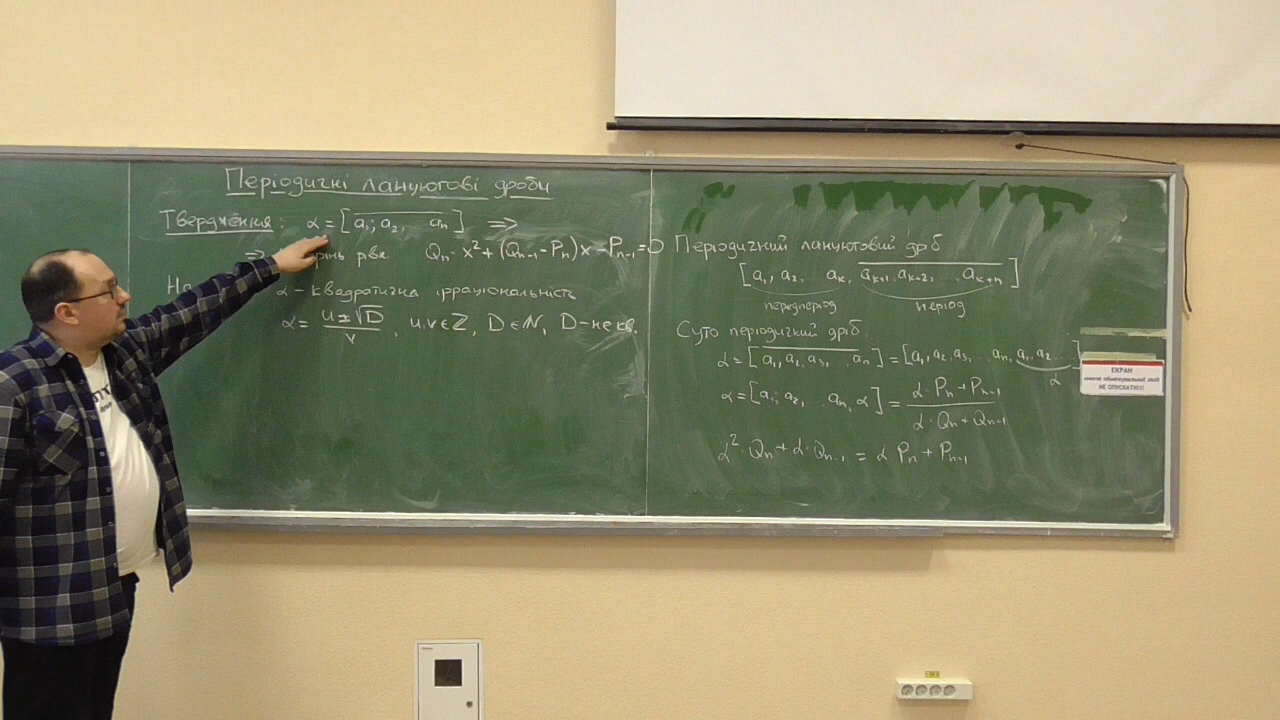 Періодичні ланцюгові дроби
Твердження: α = [a₁; a₂, aₙ] ⇒
⇒ рінь рівн. Qₙ · x² + (Qₙ₋₁ - Pₙ)x - Pₙ₋₁ = 0
На α - квадратична ірраціональність
α = (u ± √D)/v, u, v ∈ ℤ, D ∈ ℕ, D - не кв.
Періодичний ланцюговий дріб
[a₁, a₂, aₖ, aₖ₊₁, aₖ₊₂, , aₖ₊ₙ]
передперіод період
Суто періодичний дріб.
α = [a₁, a₂, a₃, aₙ] = [a₁, a₂, a₃, .. aₙ, a₁, a₂ ... ]
α
α = [a₁; a₂, ... aₙ, α] = (α · Pₙ + Pₙ₋₁)/(α · Qₙ + Qₙ₋₁)
α² · Qₙ + α · Qₙ₋₁ = α Pₙ + Pₙ₋₁
ЕКРАН
НЕ ОПУСКАТИ!!!